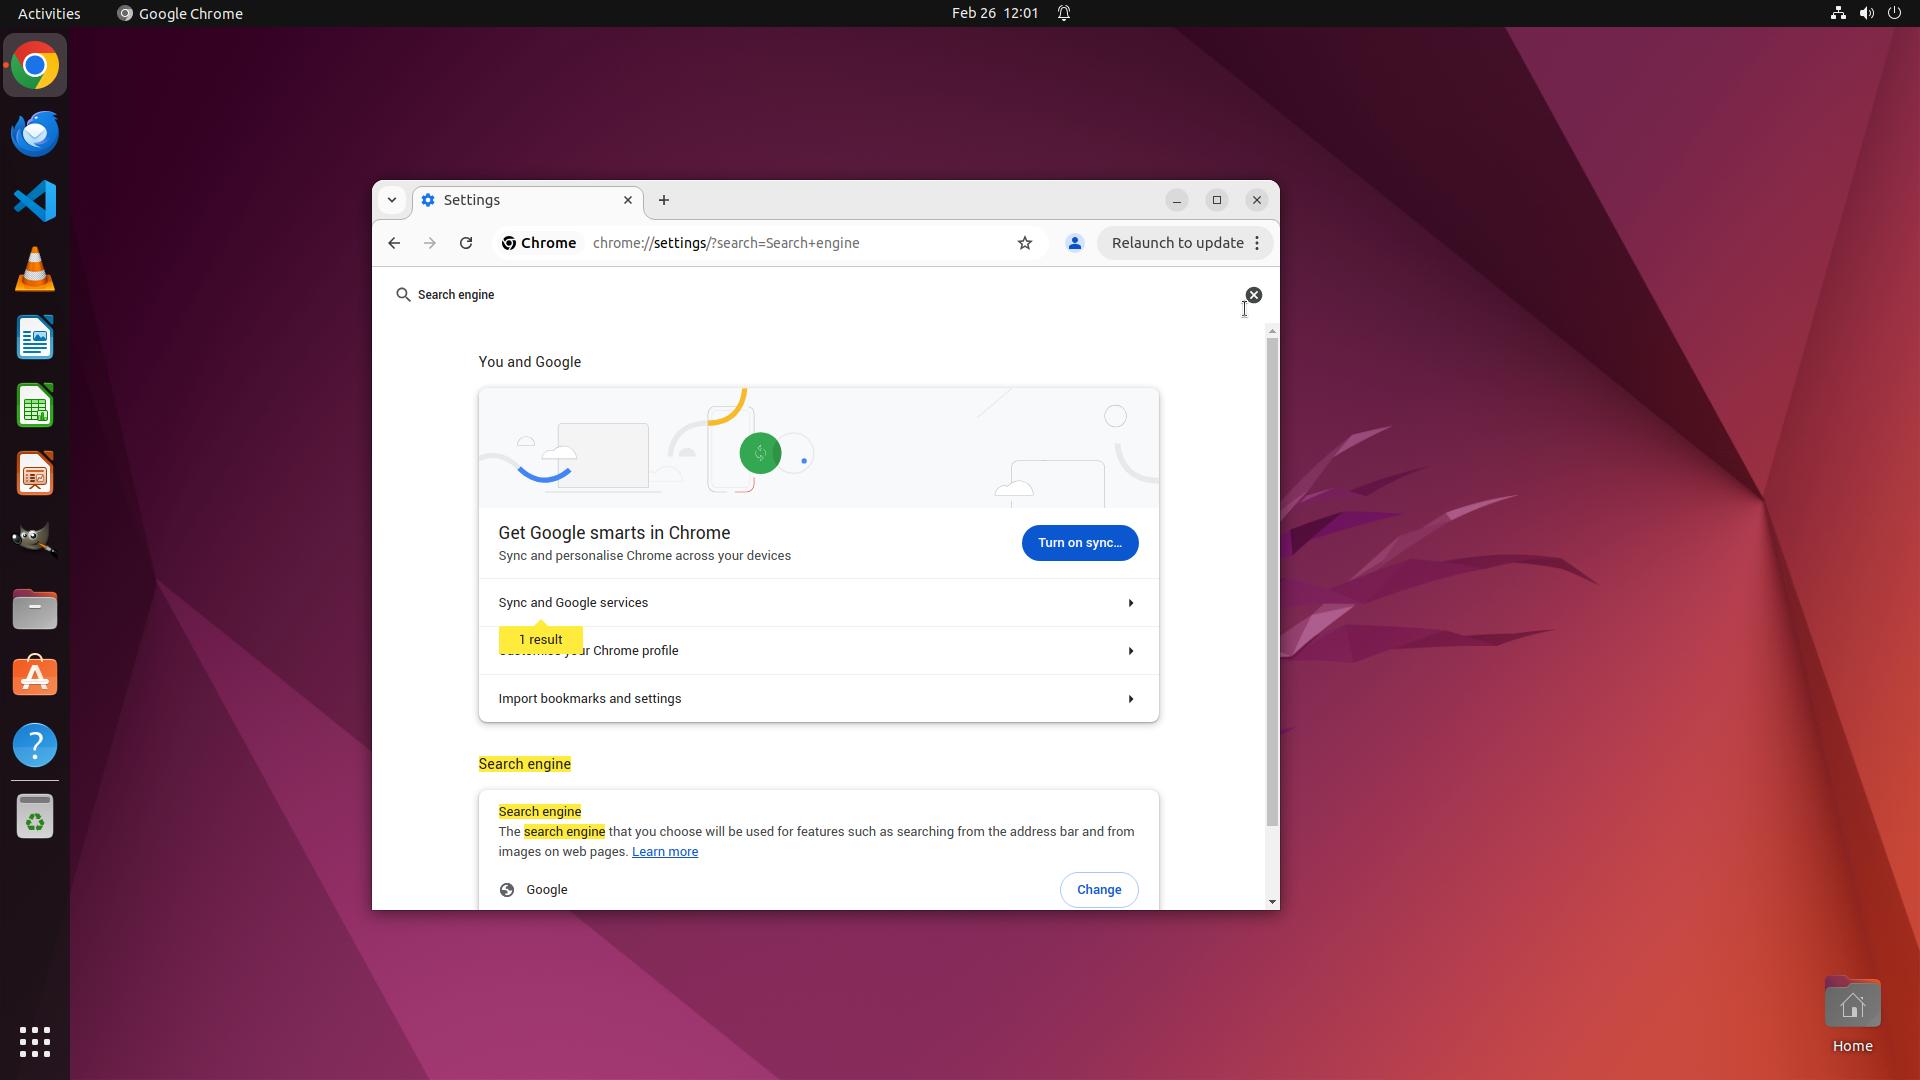 Activities
Google Chrome
Feb 26 12:01
Settings
Chrome
chrome://settings/?search=Search+engine
Relaunch to update
Search engine
You and Google
Get Google smarts in Chrome
Sync and personalise Chrome across your devices
Turn on sync...
Sync and Google services
1 result
Customise your Chrome profile
Import bookmarks and settings
Search engine
Search engine
The search engine that you choose will be used for features such as searching from the address bar and from
images on web pages. Learn more
Google
Change
Home